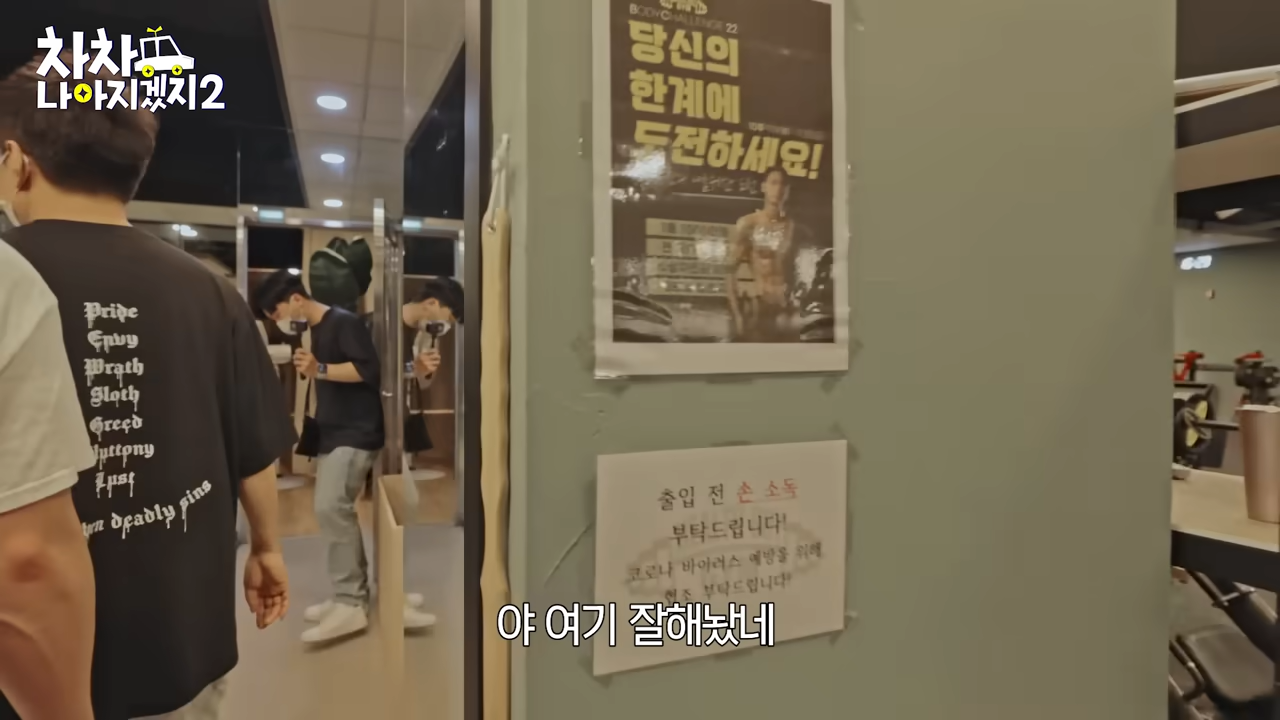 차차
나아지겠지2
BODYCHALLENGE 22
당신의
한계에
도전하세요!
Pride
Envy
Wrath
Sloth
Greed
Lust
deadly sins
출입 전 손 소독
부탁드립니다!
코로나 바이러스 예방을 위해
협조 부탁드립니다!
야 여기 잘해놨네